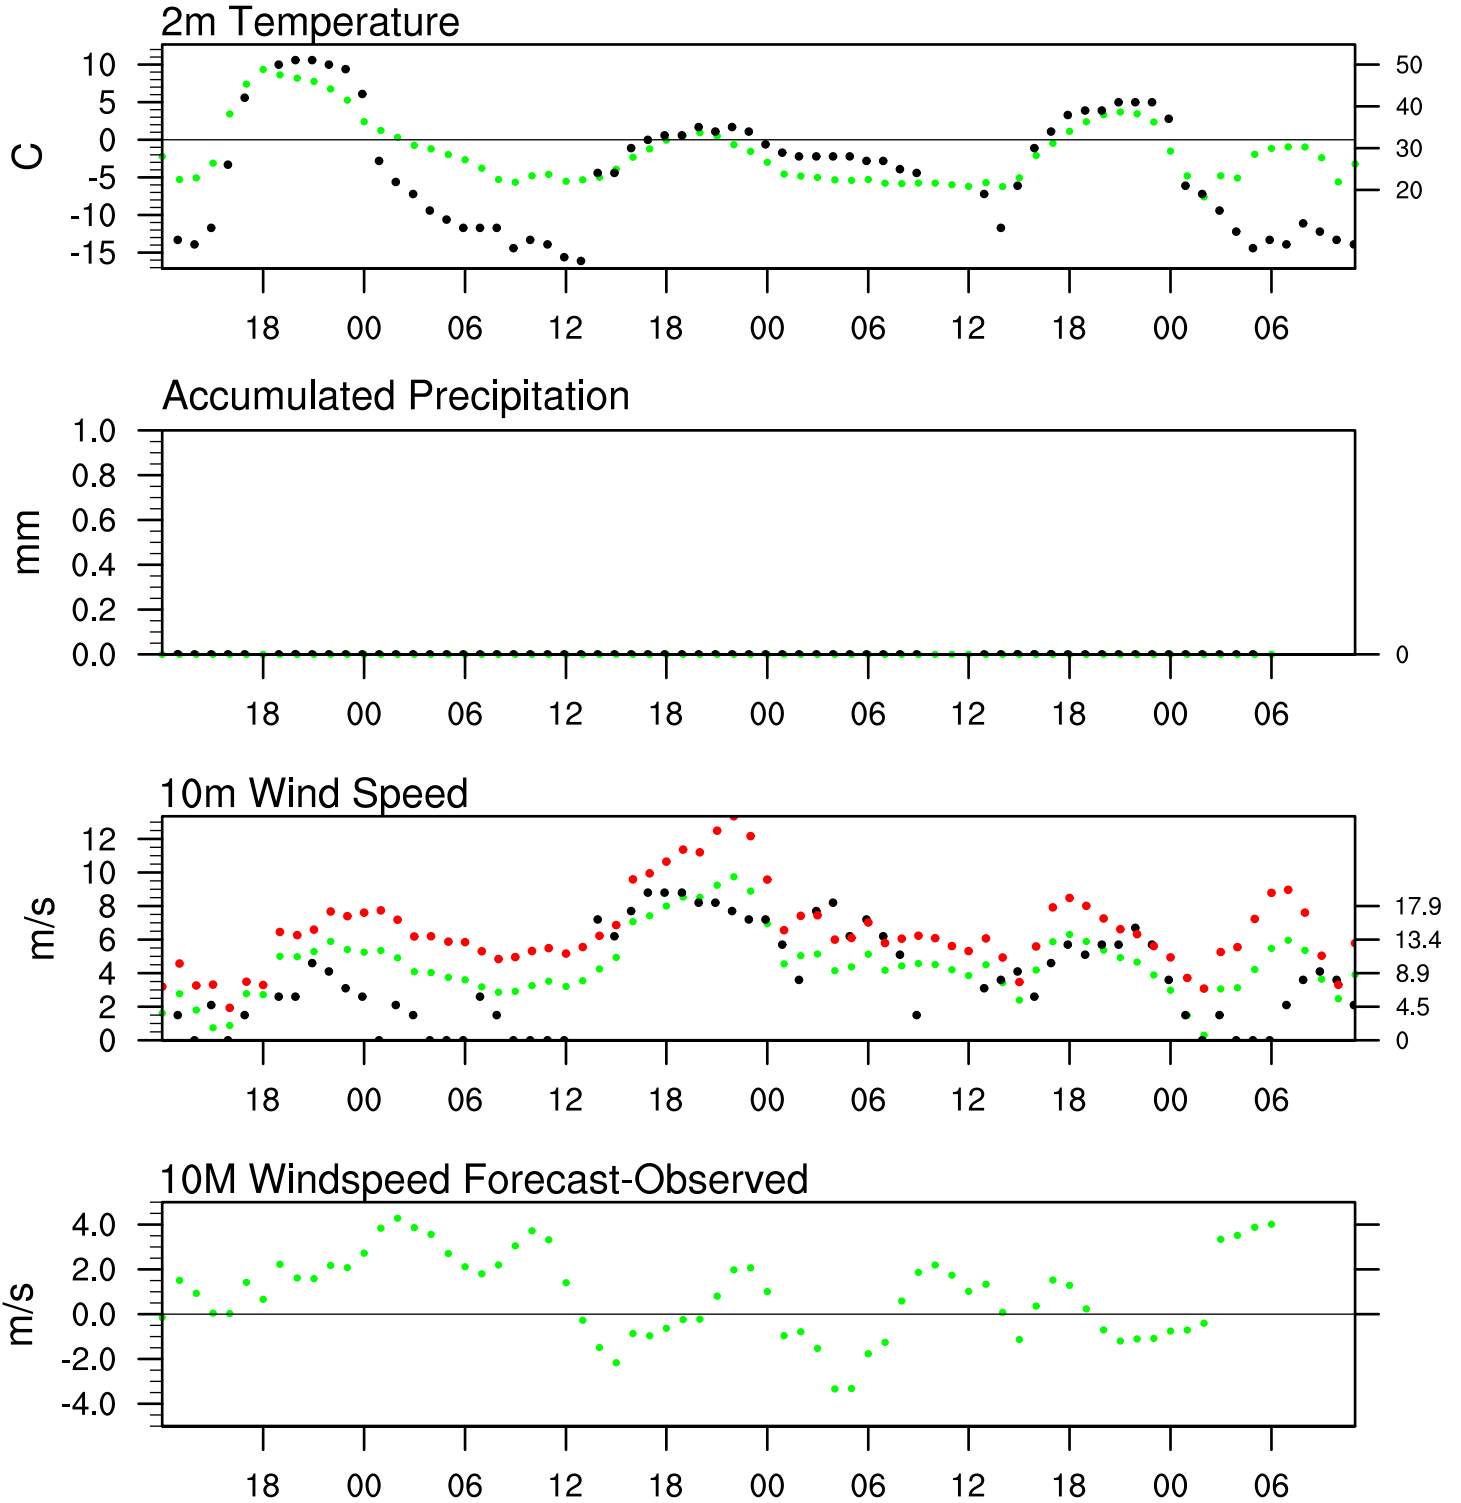 2m Temperature
10
5
0
-5
-10
-15
C
50
40
30
20
18 00 06 12 18 00 06 12 18 00 06
Accumulated Precipitation
1.0
0.8
0.6
0.4
0.2
0.0
mm
0
18 00 06 12 18 00 06 12 18 00 06
10m Wind Speed
12
10
8
6
4
2
0
m/s
17.9
13.4
8.9
4.5
0
18 00 06 12 18 00 06 12 18 00 06
10M Windspeed Forecast-Observed
4.0
2.0
0.0
-2.0
-4.0
m/s
18 00 06 12 18 00 06 12 18 00 06